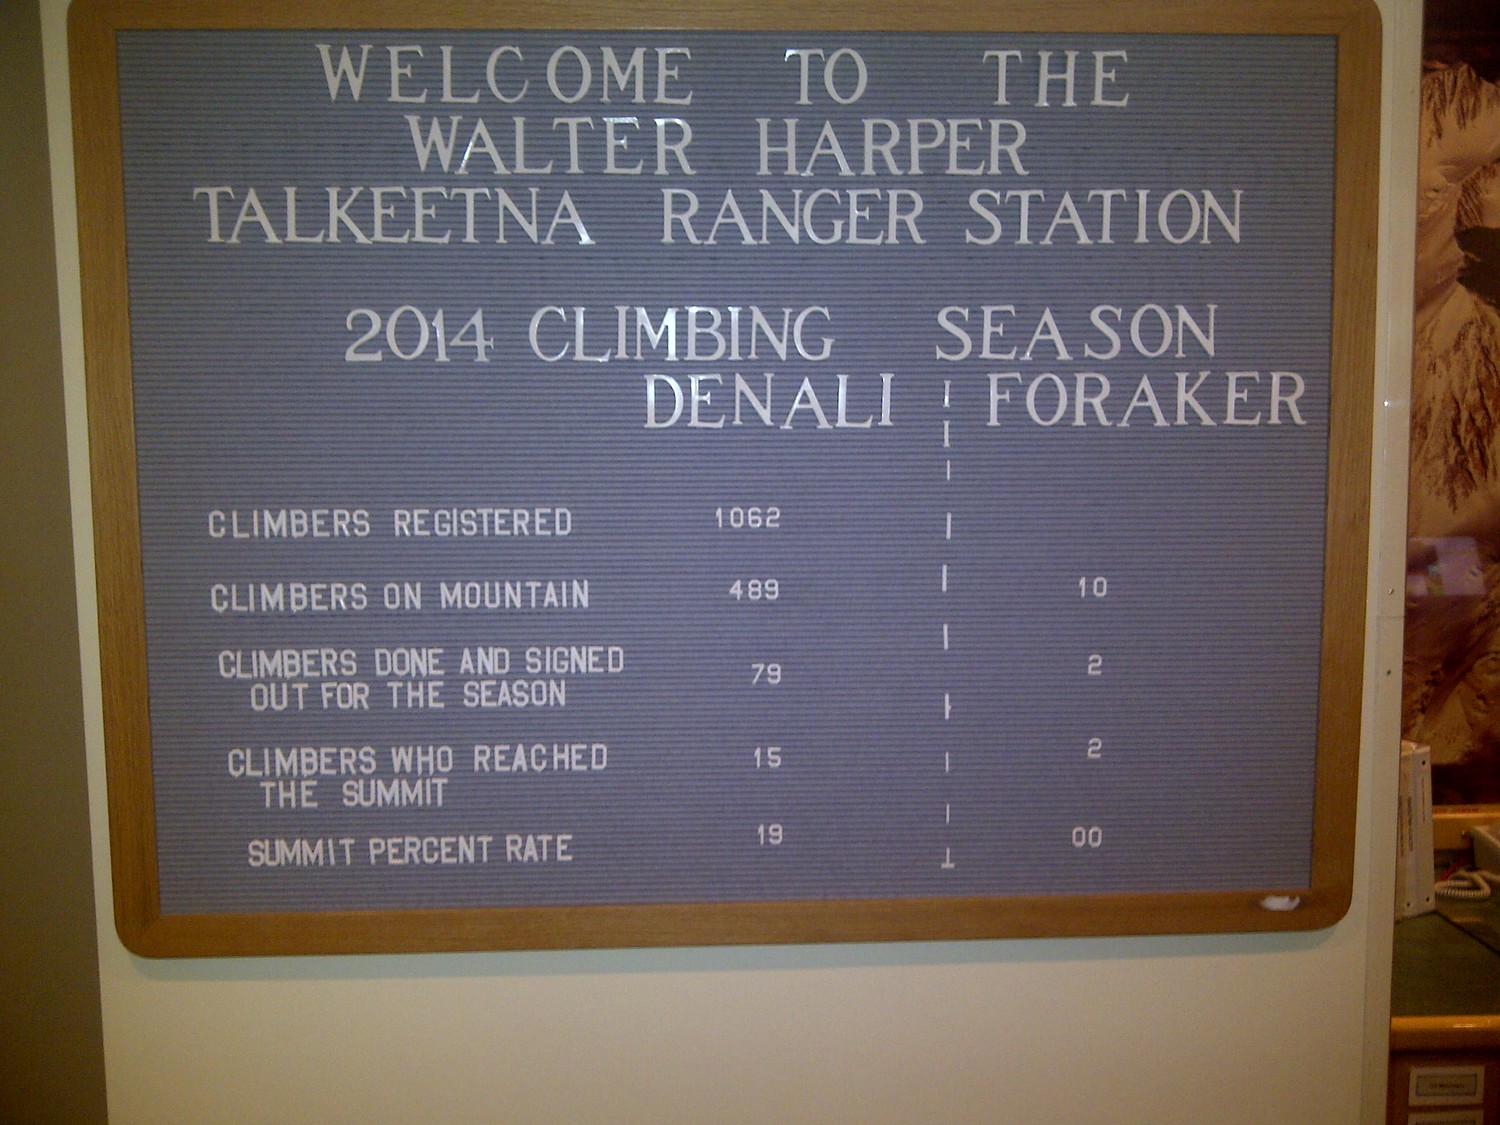 WELCOME TO THE
WALTER HARPER
TALKEETNA RANGER STATION
2014 CLIMBING SEASON
DENALI FORAKER
CLIMBERS REGISTERED 1062
CLIMBERS ON MOUNTAIN 489 10
CLIMBERS DONE AND SIGNED
OUT FOR THE SEASON 79 2
CLIMBERS WHO REACHED
THE SUMMIT 15 2
SUMMIT PERCENT RATE 19 00